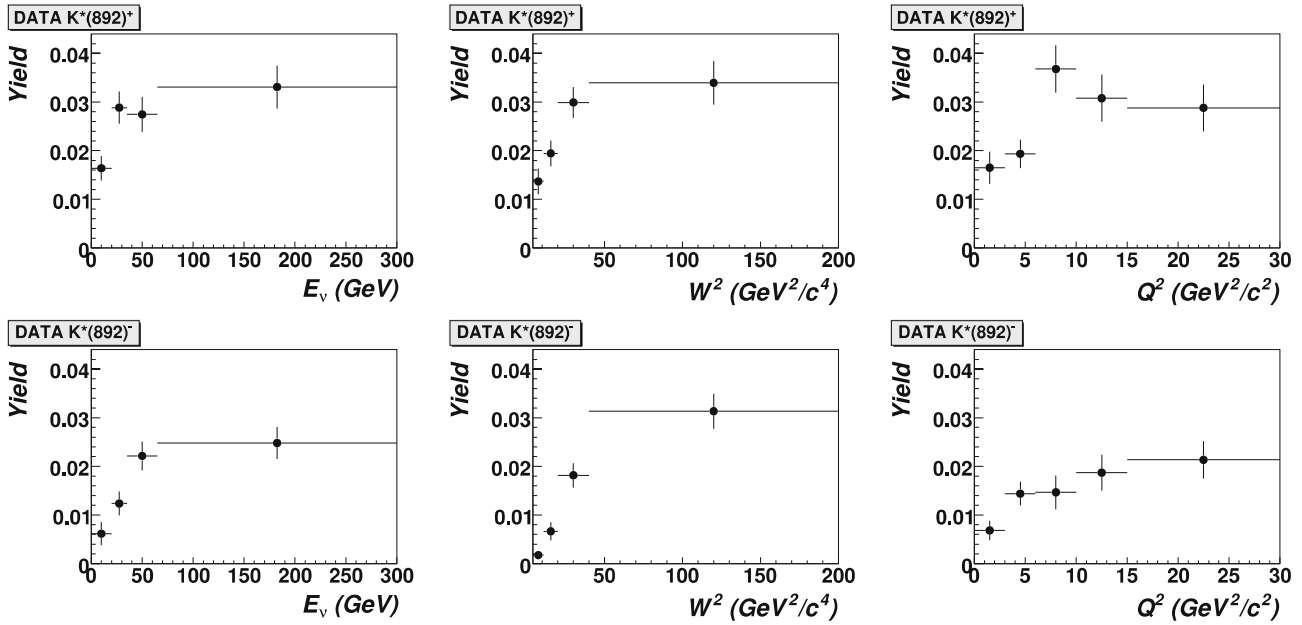 DATA K*(892)+
Yield
0.04
0.03
0.02
0.01
0
0 50 100 150 200 250 300
Eν (GeV)
DATA K*(892)+
Yield
0.04
0.03
0.02
0.01
0
50 100 150 200
W² (GeV²/c⁴)
DATA K*(892)+
Yield
0.04
0.03
0.02
0.01
0
0 5 10 15 20 25 30
Q² (GeV²/c²)
DATA K*(892)-
Yield
0.04
0.03
0.02
0.01
0
0 50 100 150 200 250 300
Eν (GeV)
DATA K*(892)-
Yield
0.04
0.03
0.02
0.01
0
50 100 150 200
W² (GeV²/c⁴)
DATA K*(892)-
Yield
0.04
0.03
0.02
0.01
0
0 5 10 15 20 25 30
Q² (GeV²/c²)